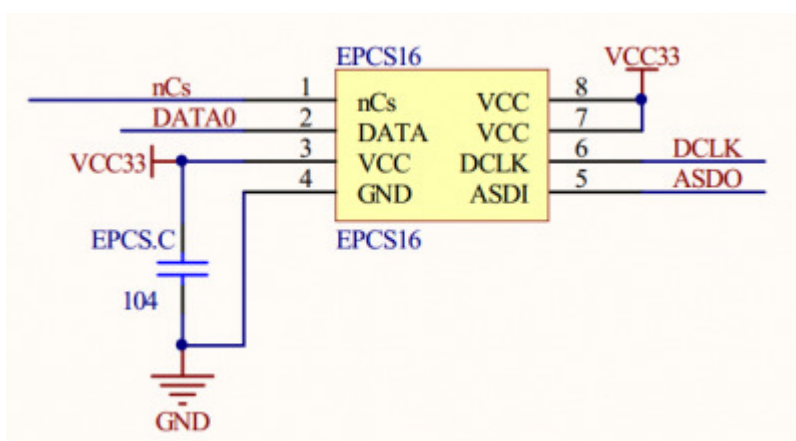 EPCS16
VCC33
nCs 1 nCs VCC 8
DATA0 2 DATA VCC 7
VCC33 3 VCC DCLK 6 DCLK
4 GND ASDI 5 ASDO
EPCS.C
EPCS16
104
GND